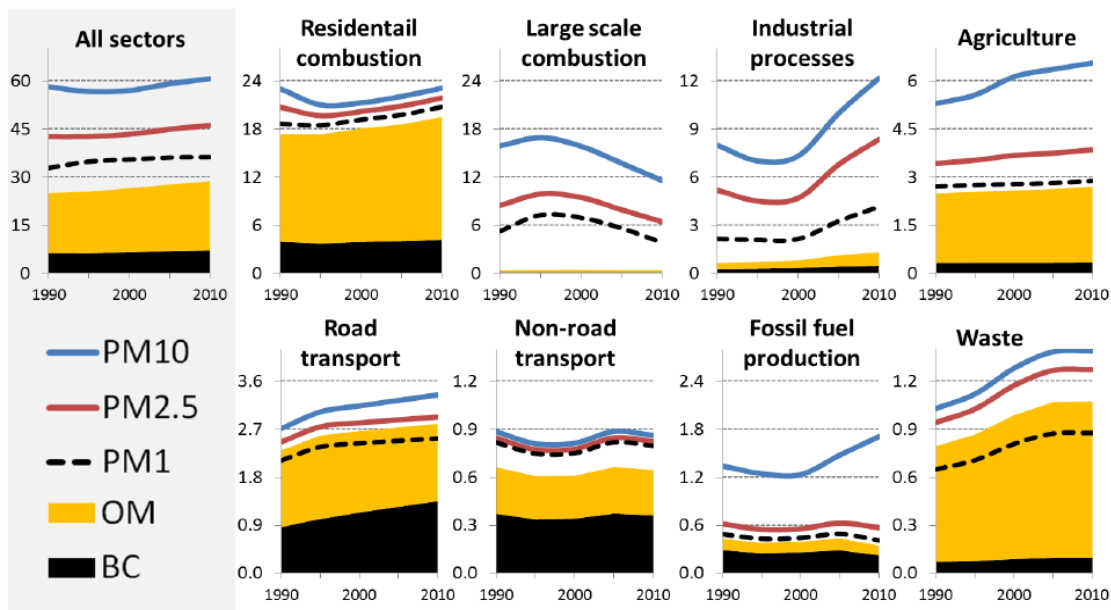 All sectors
60
45
30
15
0
1990 2000 2010
Residentail
combustion
24
18
12
6
0
1990 2000 2010
Large scale
combustion
24
18
12
6
0
1990 2000 2010
Industrial
processes
12
9
6
3
0
1990 2000 2010
Agriculture
6
4.5
3
1.5
0
1990 2000 2010
PM10
PM2.5
PM1
OM
BC
Road
transport
3.6
2.7
1.8
0.9
0.0
1990 2000 2010
Non-road
transport
1.2
0.9
0.6
0.3
0.0
1990 2000 2010
Fossil fuel
production
2.4
1.8
1.2
0.6
0.0
1990 2000 2010
Waste
1.2
0.9
0.6
0.3
0.0
1990 2000 2010